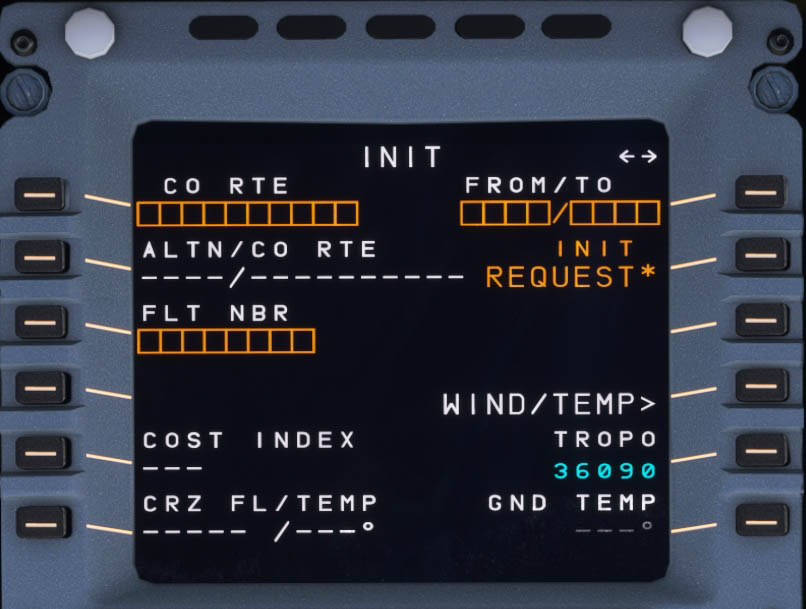 INIT ←→
CO RTE FROM/TO
/
ALTN/CO RTE INIT
----/---------- REQUEST*
FLT NBR
WIND/TEMP>
COST INDEX TROPO
--- 36090
CRZ FL/TEMP GND TEMP
----- /---° ---°